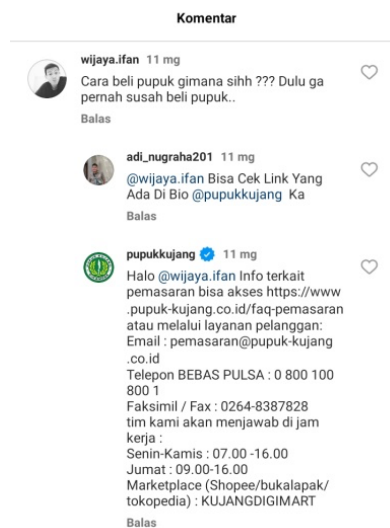 Komentar
wijaya.ifan 11 mg
Cara beli pupuk gimana sihh ??? Dulu ga
pernah susah beli pupuk..
Balas
adi_nugraha201 11 mg
@wijaya.ifan Bisa Cek Link Yang
Ada Di Bio @pupukkujang Ka
Balas
pupukkujang 11 mg
Halo @wijaya.ifan Info terkait
pemasaran bisa akses https://www
.pupuk-kujang.co.id/faq-pemasaran
atau melalui layanan pelanggan:
Email : pemasaran@pupuk-kujang
.co.id
Telepon BEBAS PULSA : 0 800 100
800 1
Faksimil / Fax : 0264-8387828
tim kami akan menjawab di jam
kerja :
Senin-Kamis : 07.00 -16.00
Jumat : 09.00-16.00
Marketplace (Shopee/bukalapak/
tokopedia) : KUJANGDIGIMART
Balas